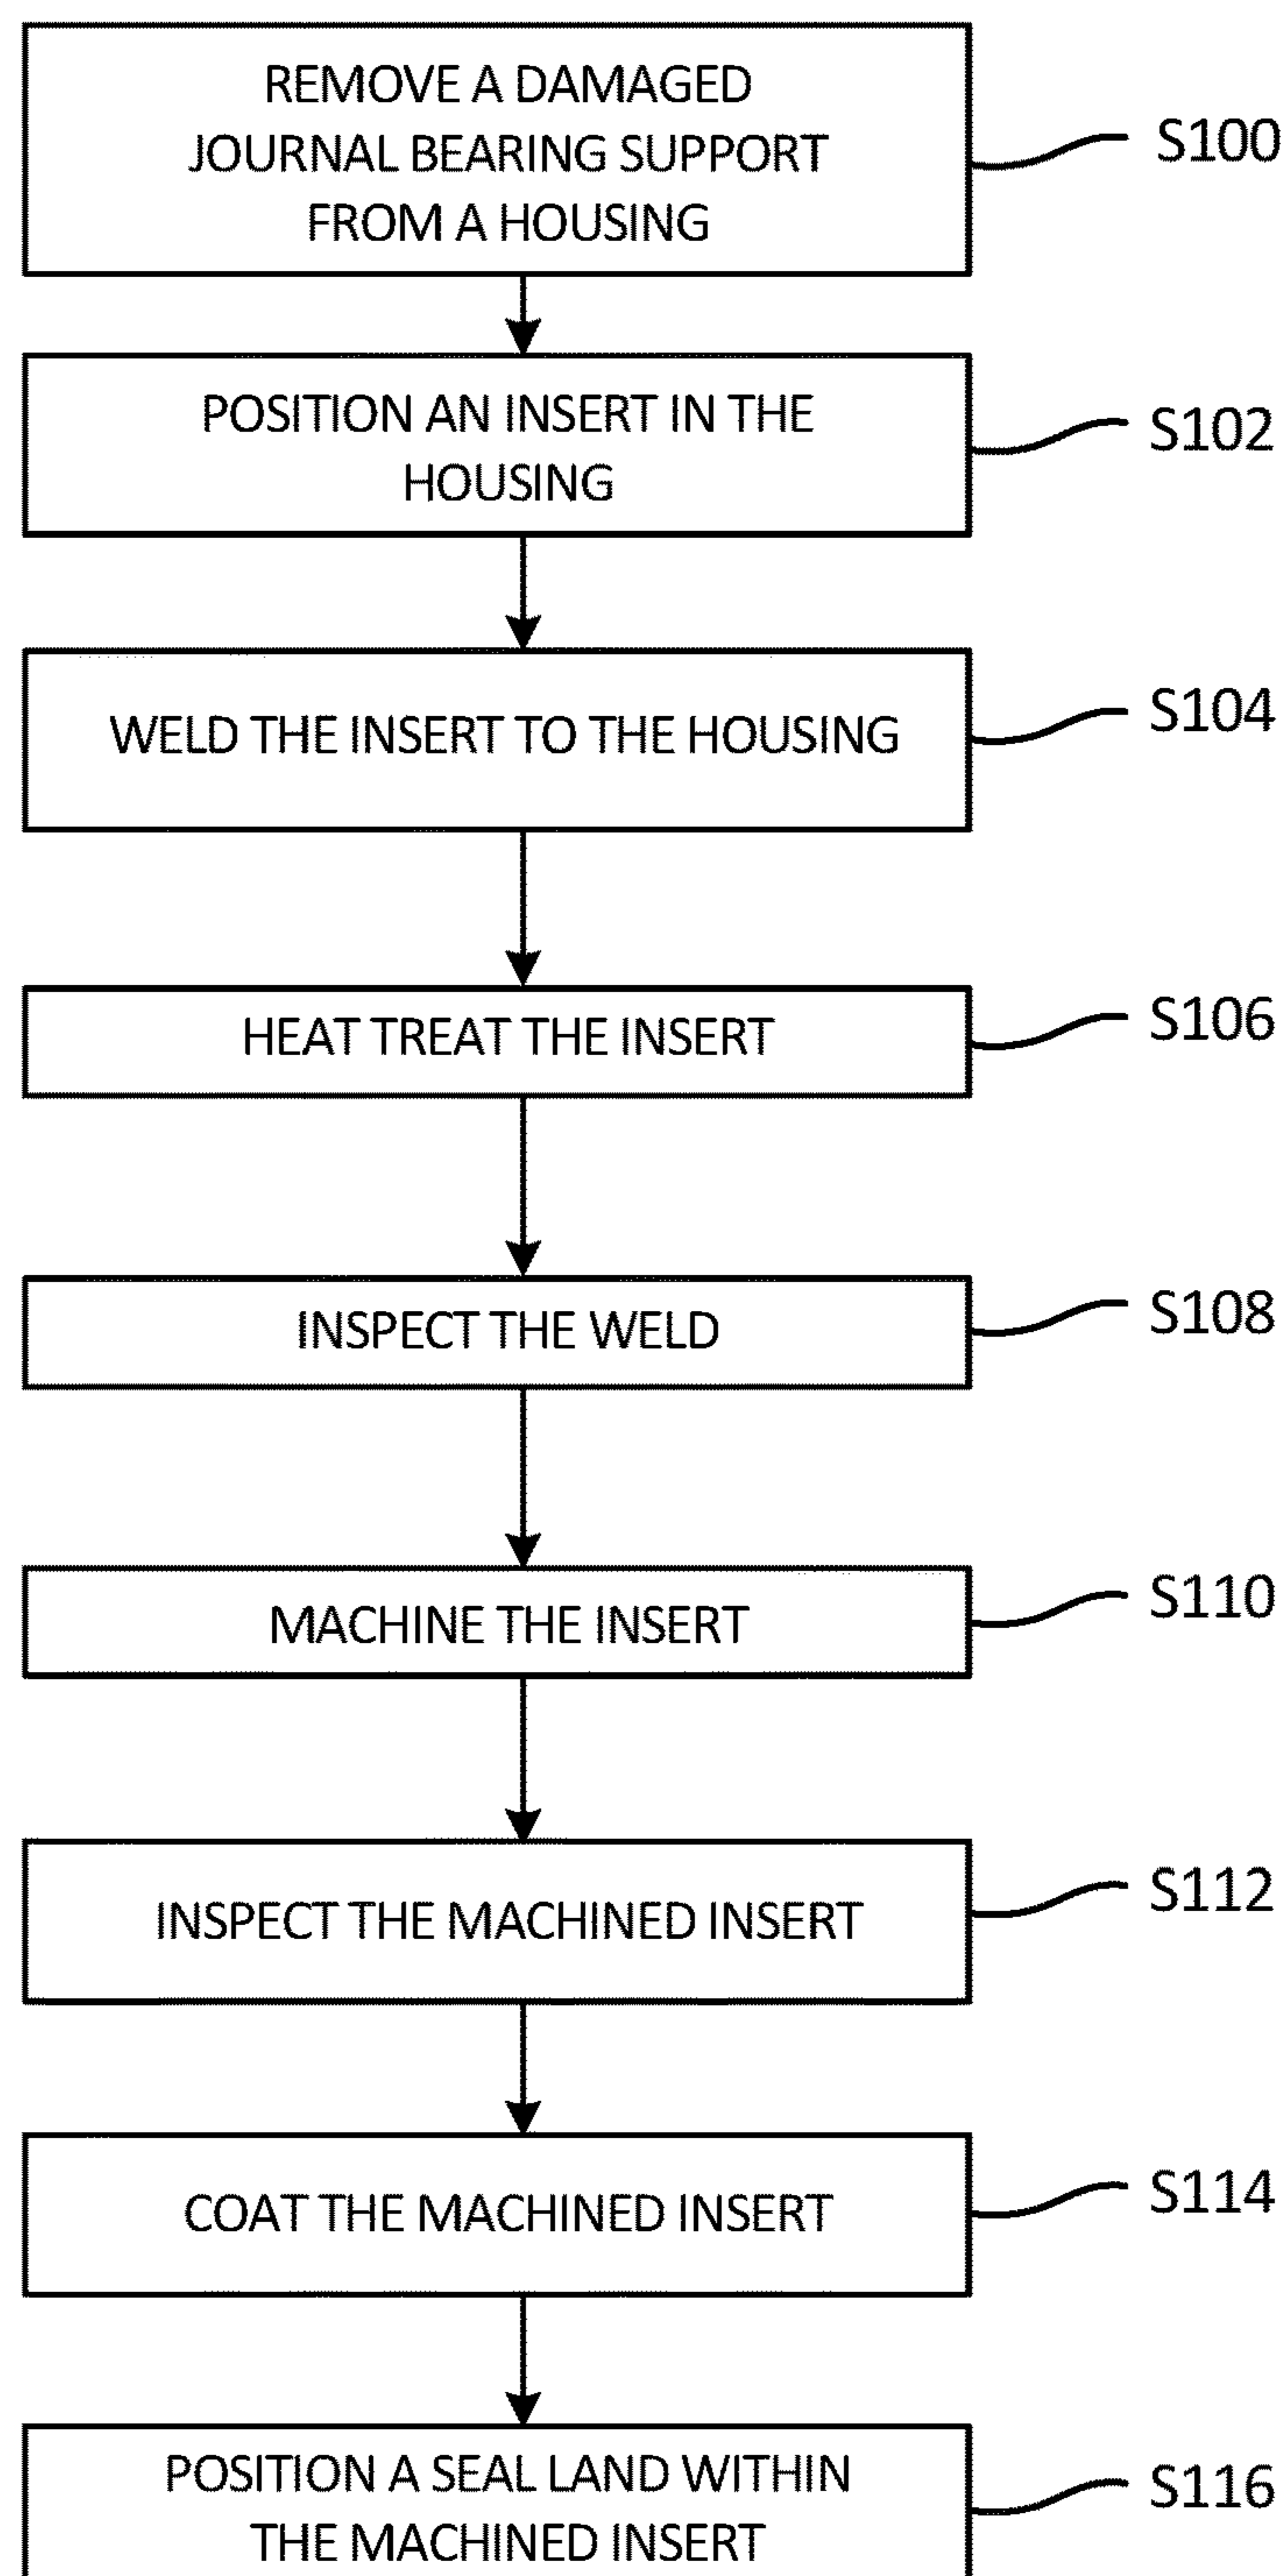 REMOVE A DAMAGED
JOURNAL BEARING SUPPORT
FROM A HOUSING
S100
POSITION AN INSERT IN THE
HOUSING
S102
WELD THE INSERT TO THE HOUSING
S104
HEAT TREAT THE INSERT
S106
INSPECT THE WELD
S108
MACHINE THE INSERT
S110
INSPECT THE MACHINED INSERT
S112
COAT THE MACHINED INSERT
S114
POSITION A SEAL LAND WITHIN
THE MACHINED INSERT
S116